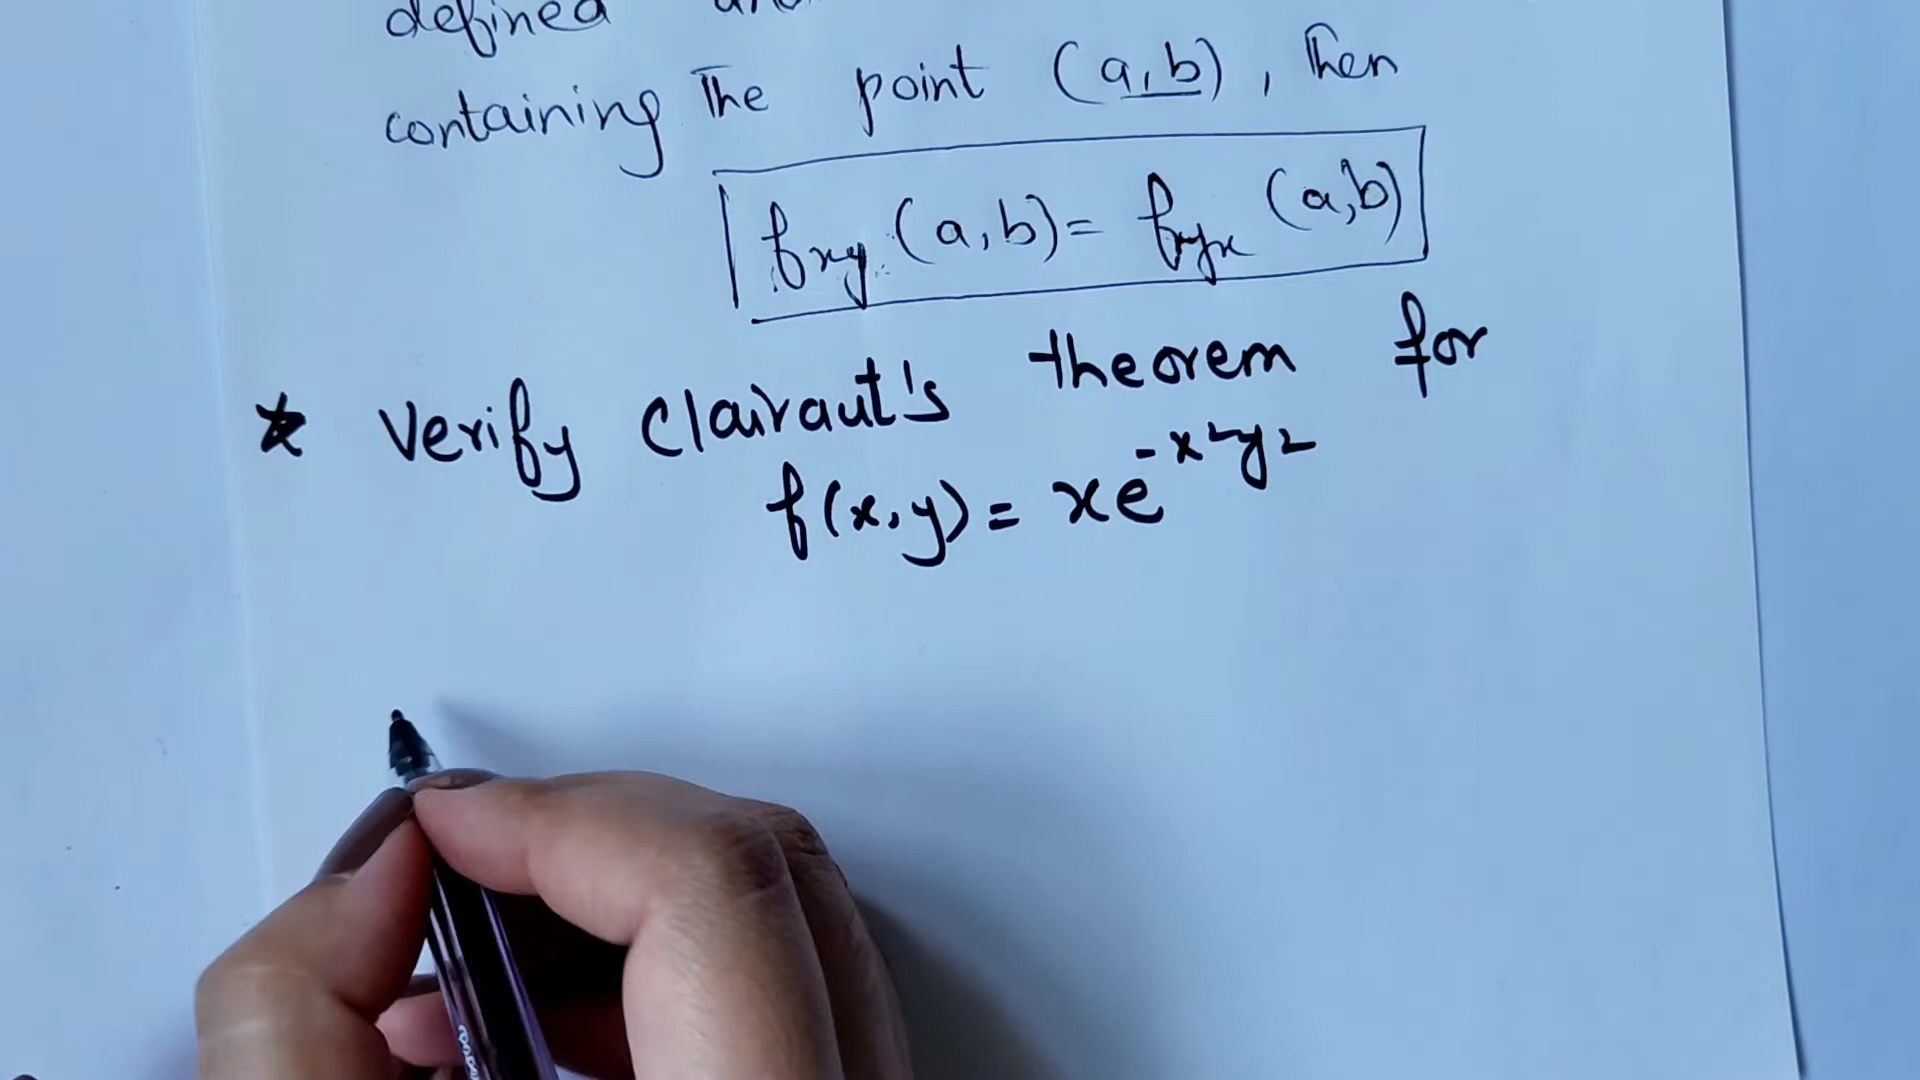 defined
containing The point (a,b), Then
fxy (a,b) = fyx (a,b)
* Verify Clairaut's theorem for
f(x,y) = xe^-x²y²